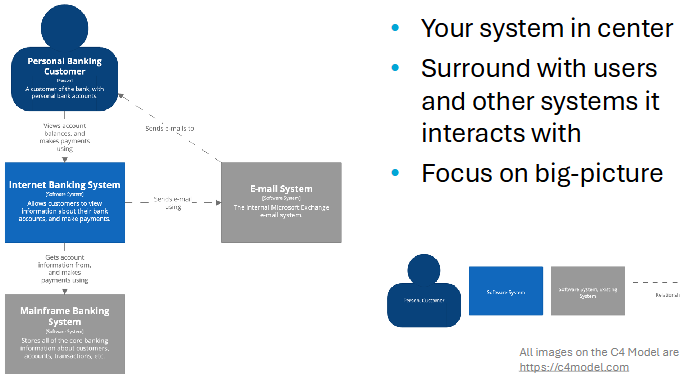 Personal Banking
Customer
[Person]
A customer of the bank, with
personal bank accounts
Views account
balances, and
makes payments
using
Sends e-mails to
Internet Banking System
[Software System]
Allows customers to view
information about their bank
accounts, and make payments.
Sends e-mail
using
E-mail System
[Software System]
The internal Microsoft Exchange
e-mail system.
Gets account
information from,
and makes
payments using
Mainframe Banking
System
[Software System]
Stores all of the core banking
information about customers,
accounts, transactions, etc.
• Your system in center
• Surround with users
and other systems it
interacts with
• Focus on big-picture
Software System
Software System, Existing
System
All images on the C4 Model are
https://c4model.com